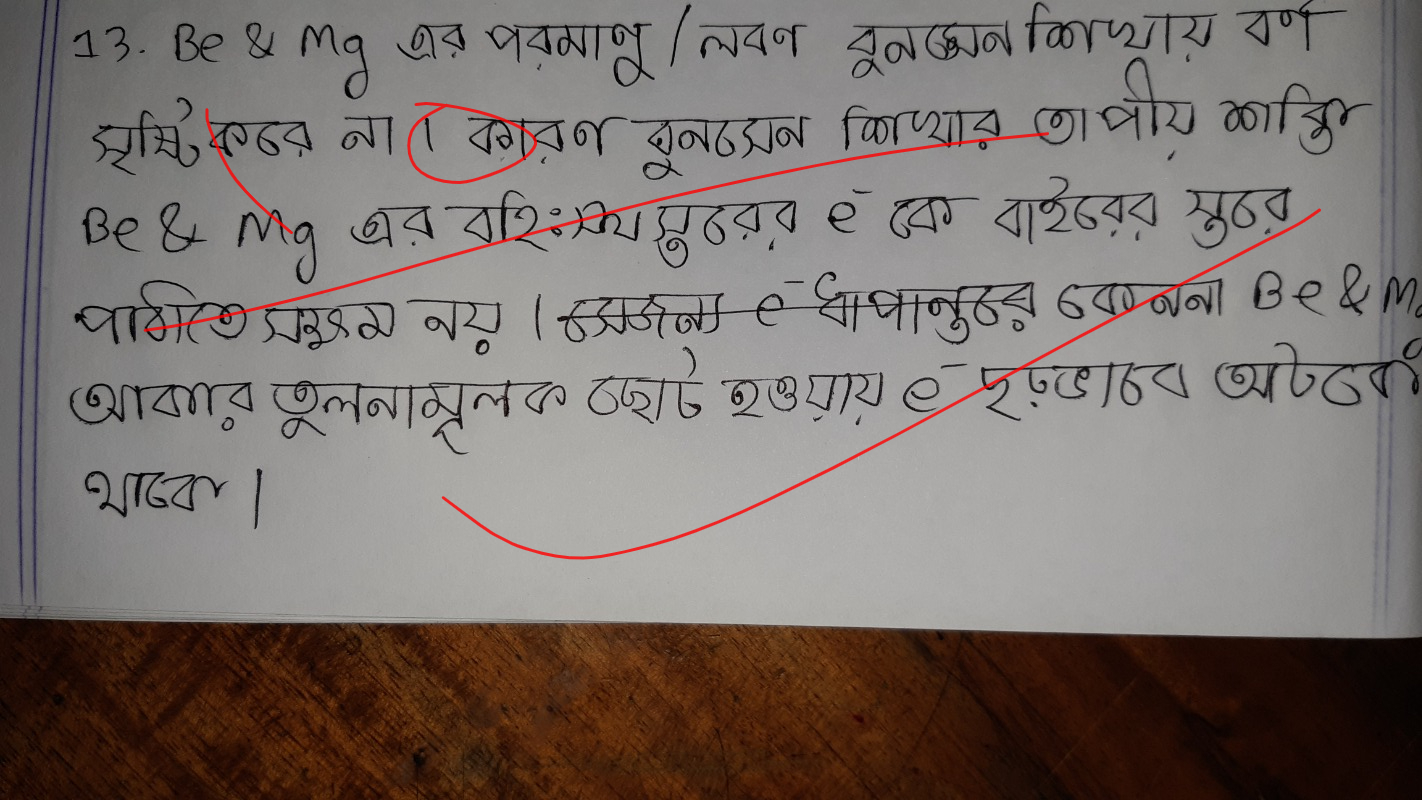 13. Be & Mg এর পরমাণু / লবণ বুনসেন শিখায় বর্ণ
সৃষ্টি করে না। কারণ বুনসেন শিখার তাপীয় শক্তি
Be & Mg এর বহিঃস্থ স্তরের e⁻ কে বাইরের স্তরে
পাঠাতে সক্ষম নয়। সেজন্য e⁻ ধাপান্তরে কেননা Be & Mg
আকার তুলনামূলক ছোট হওয়ায় e⁻ দৃঢ়ভাবে আটকে
থাকে।